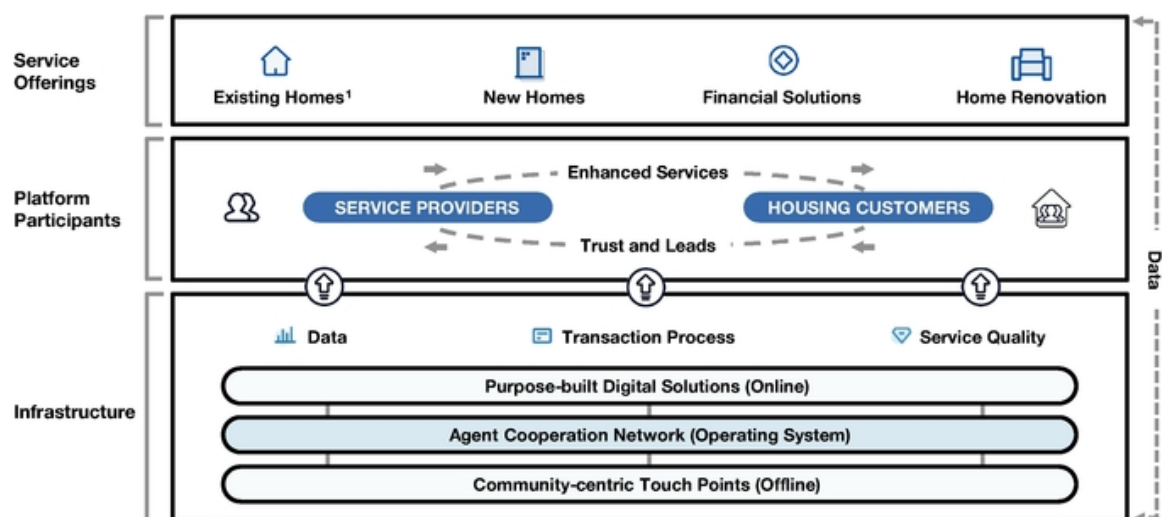 Service
Offerings
Existing Homes¹
New Homes
Financial Solutions
Home Renovation
Platform
Participants
Enhanced Services
SERVICE PROVIDERS
HOUSING CUSTOMERS
Trust and Leads
Data
Infrastructure
Data
Transaction Process
Service Quality
Purpose-built Digital Solutions (Online)
Agent Cooperation Network (Operating System)
Community-centric Touch Points (Offline)